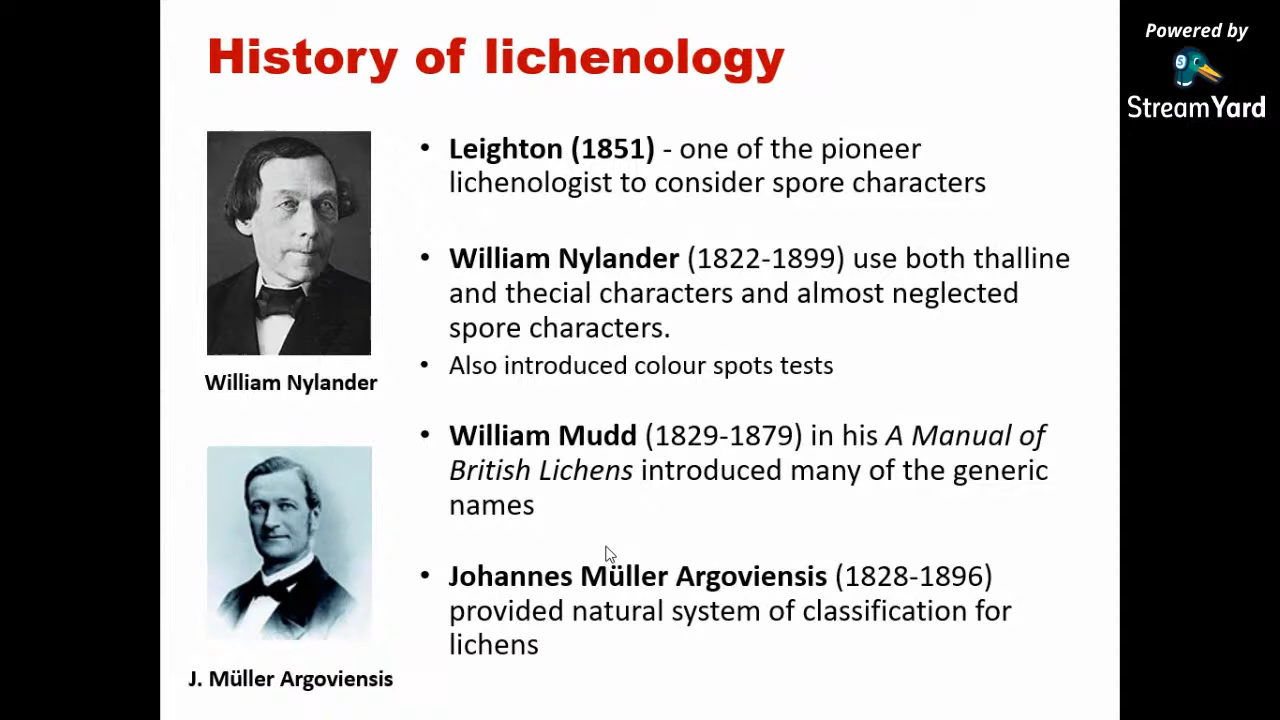 History of lichenology
Powered by
StreamYard
• Leighton (1851) - one of the pioneer
lichenologist to consider spore characters
• William Nylander (1822-1899) use both thalline
and thecial characters and almost neglected
spore characters.
• Also introduced colour spots tests
William Nylander
• William Mudd (1829-1879) in his A Manual of
British Lichens introduced many of the generic
names
• Johannes Müller Argoviensis (1828-1896)
provided natural system of classification for
lichens
J. Müller Argoviensis